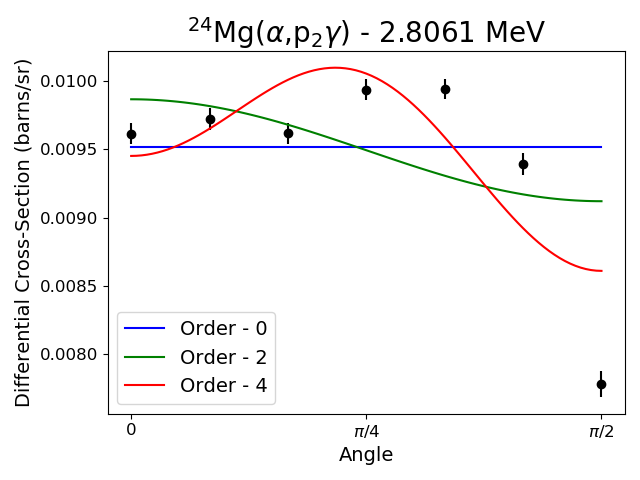 ²⁴Mg(α,p₂γ) - 2.8061 MeV
Differential Cross-Section (barns/sr)
0.0100
0.0095
0.0090
0.0085
0.0080
Order - 0
Order - 2
Order - 4
0
π/4
π/2
Angle